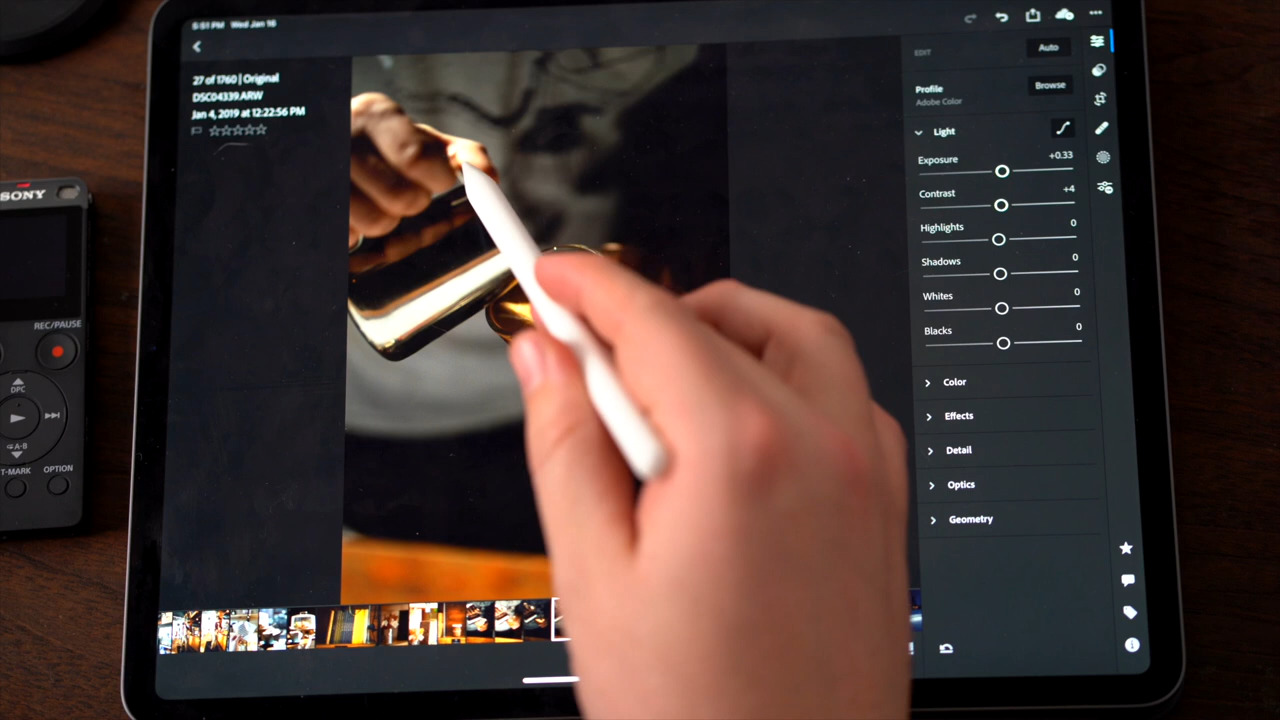 5:51 PM Wed Jan 16
27 of 1760 | Original
DSC04339.ARW
Jan 4, 2019 at 12:22:56 PM
EDIT
Auto
Profile
Adobe Color
Browse
Light
Exposure +0.33
Contrast +4
Highlights 0
Shadows 0
Whites 0
Blacks 0
Color
Effects
Detail
Optics
Geometry
SONY
REC/PAUSE
DPC
A-B
T-MARK OPTION